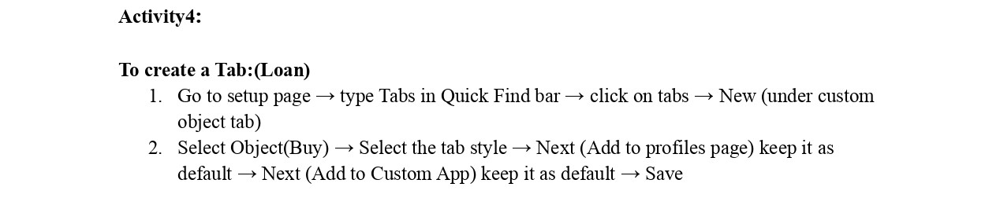 Activity4:
To create a Tab:(Loan)
1. Go to setup page → type Tabs in Quick Find bar → click on tabs → New (under custom
object tab)
2. Select Object(Buy) → Select the tab style → Next (Add to profiles page) keep it as
default → Next (Add to Custom App) keep it as default → Save